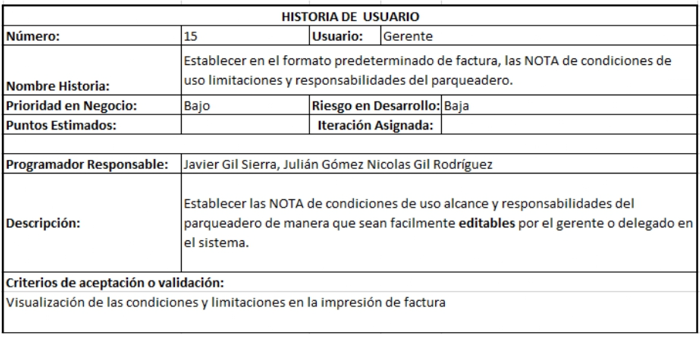 HISTORIA DE USUARIO
Número: 15 Usuario: Gerente
Establecer en el formato predeterminado de factura, las NOTA de condiciones de
uso limitaciones y responsabilidades del parqueadero.
Nombre Historia:
Prioridad en Negocio: Bajo Riesgo en Desarrollo: Baja
Puntos Estimados: Iteración Asignada:
Programador Responsable: Javier Gil Sierra, Julián Gómez Nicolas Gil Rodríguez
Establecer las NOTA de condiciones de uso alcance y responsabilidades del
Descripción: parqueadero de manera que sean facilmente editables por el gerente o delegado en
el sistema.
Criterios de aceptación o validación:
Visualización de las condiciones y limitaciones en la impresión de factura